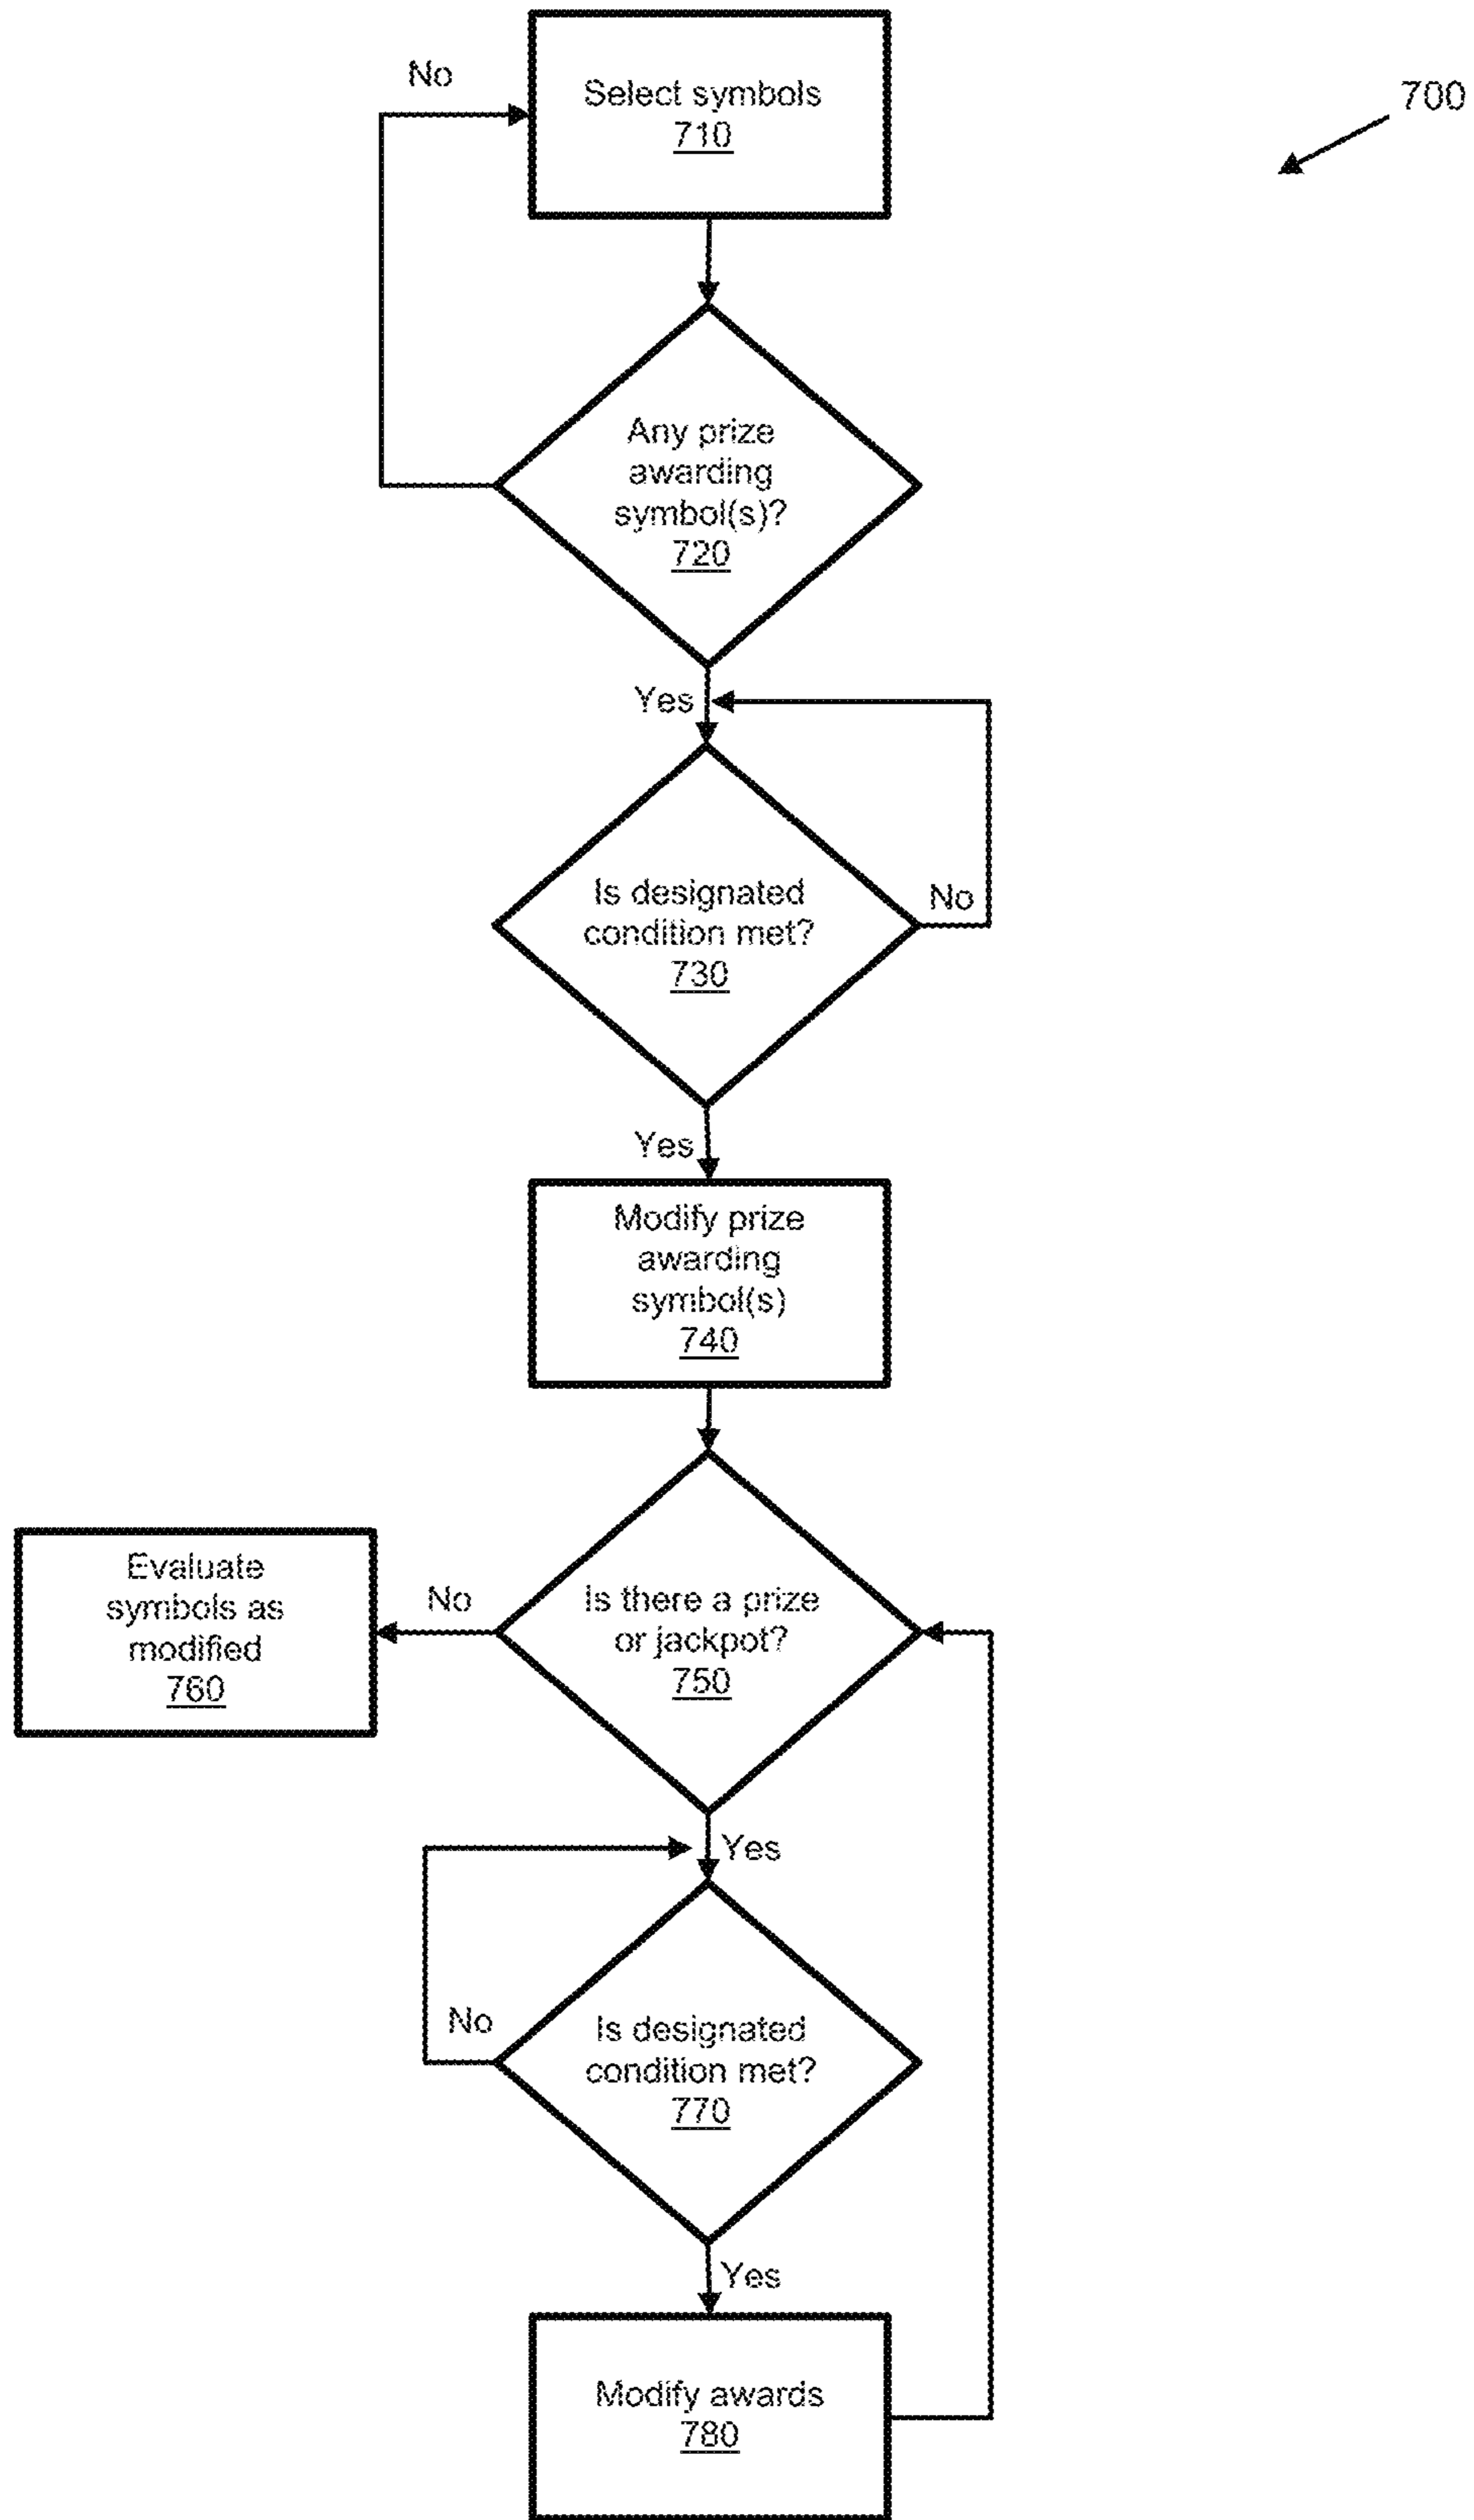 No
Select symbols
710
700
Any prize
awarding
symbol(s)?
720
Yes
Is designated
condition met?
730
No
Yes
Modify prize
awarding
symbol(s)
740
Evaluate
symbols as
modified
760
No
Is there a prize
or jackpot?
750
Yes
No
Is designated
condition met?
770
Yes
Modify awards
780